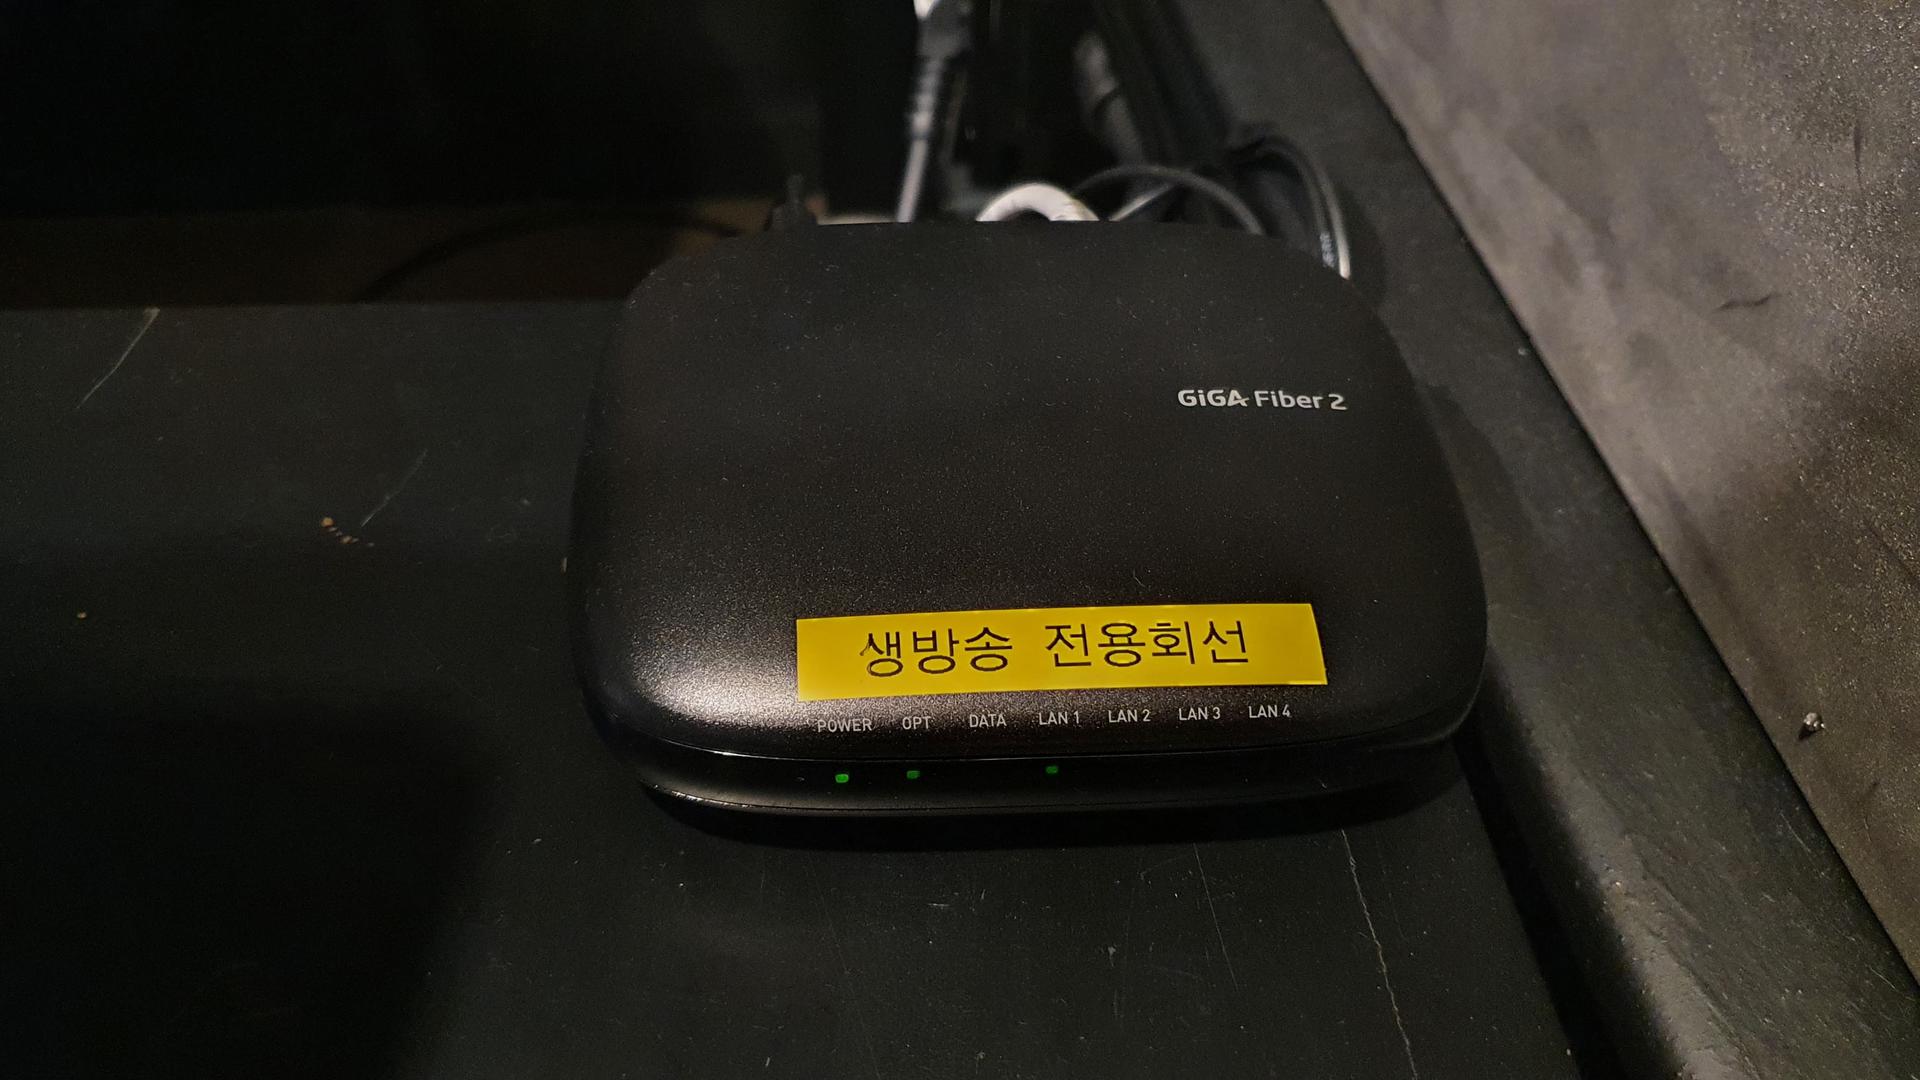 GiGA Fiber 2
생방송 전용회선
POWER OPT DATA LAN 1 LAN 2 LAN 3 LAN 4